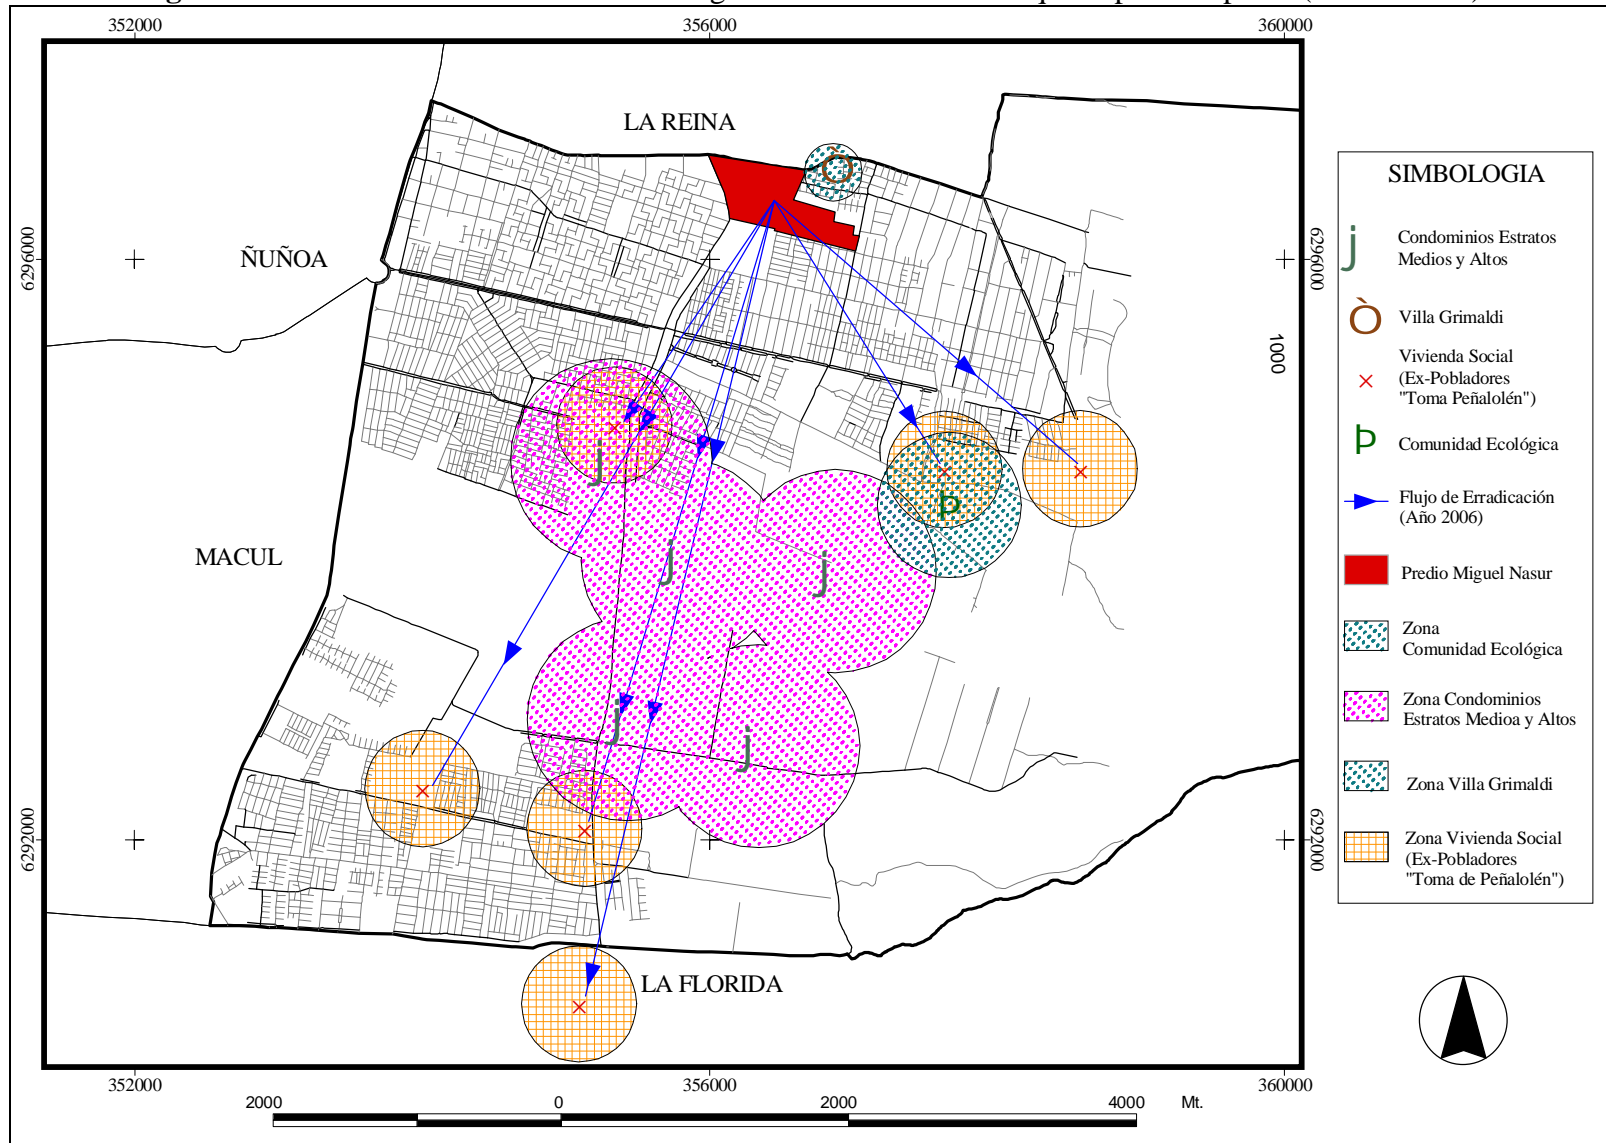 352000
356000
360000
LA REINA
ÑUÑOA
MACUL
LA FLORIDA
6296000
6292000
6296000
1000
6292000
j
j
j
j
j
Ò
Þ
352000
356000
360000
2000
0
2000
4000
Mt.
SIMBOLOGIA
j
Condominios Estratos
Medios y Altos
Ò
Villa Grimaldi
Vivienda Social
(Ex-Pobladores
"Toma Peñalolén")
Þ
Comunidad Ecológica
Flujo de Erradicación
(Año 2006)
Predio Miguel Nasur
Zona
Comunidad Ecológica
Zona Condominios
Estratos Medioa y Altos
Zona Villa Grimaldi
Zona Vivienda Social
(Ex-Pobladores
"Toma de Peñalolén")